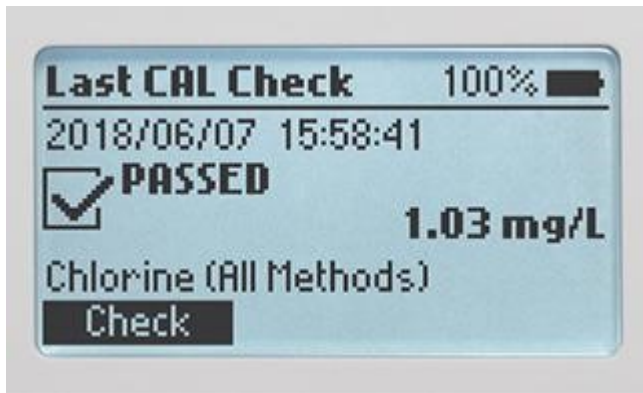 Last CAL Check 100%
2018/06/07 15:58:41
PASSED
1.03 mg/L
Chlorine (All Methods)
Check